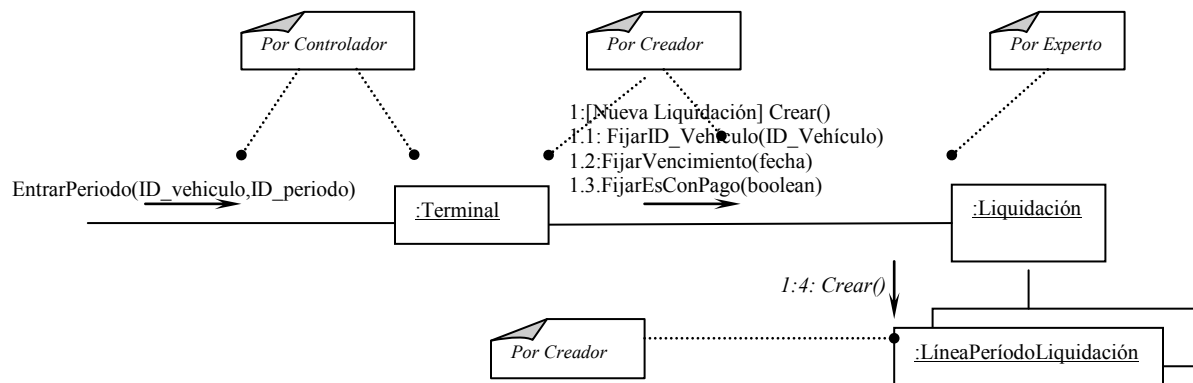 Por Controlador
Por Creador
Por Experto
1:[Nueva Liquidación] Crear()
1.1: FijarID_Vehículo(ID_Vehículo)
1.2:FijarVencimiento(fecha)
1.3.FijarEsConPago(boolean)
EntrarPeriodo(ID_vehiculo,ID_periodo)
:Terminal
:Liquidación
1:4: Crear()
Por Creador
:LíneaPeríodoLiquidación